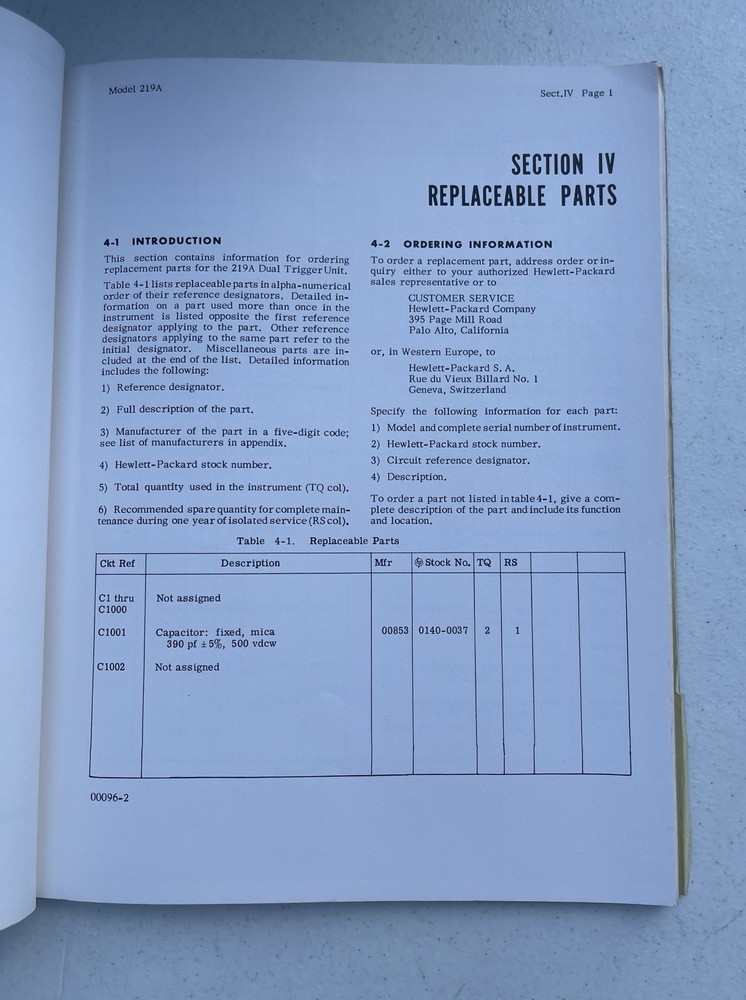 Model 219A
Sect.IV Page 1
SECTION IV
REPLACEABLE PARTS
4-1 INTRODUCTION
This section contains information for ordering
replacement parts for the 219A Dual Trigger Unit.
Table 4-1 lists replaceable parts in alpha-numerical
order of their reference designators. Detailed in-
formation on a part used more than once in the
instrument is listed opposite the first reference
designator applying to the part. Other reference
designators applying to the same part refer to the
initial designator. Miscellaneous parts are in-
cluded at the end of the list. Detailed information
includes the following:
1) Reference designator.
2) Full description of the part.
3) Manufacturer of the part in a five-digit code;
see list of manufacturers in appendix.
4) Hewlett-Packard stock number.
5) Total quantity used in the instrument (TQ col).
6) Recommended spare quantity for complete main-
tenance during one year of isolated service (RS col).
4-2 ORDERING INFORMATION
To order a replacement part, address order or in-
quiry either to your authorized Hewlett-Packard
sales representative or to
CUSTOMER SERVICE
Hewlett-Packard Company
395 Page Mill Road
Palo Alto, California
or, in Western Europe, to
Hewlett-Packard S. A.
Rue du Vieux Billard No. 1
Geneva, Switzerland
Specify the following information for each part:
1) Model and complete serial number of instrument.
2) Hewlett-Packard stock number.
3) Circuit reference designator.
4) Description.
To order a part not listed in table 4-1, give a com-
plete description of the part and include its function
and location.
Table 4-1. Replaceable Parts
Ckt Ref Description Mfr hp Stock No. TQ RS
C1 thru Not assigned
C1000
C1001 Capacitor: fixed, mica 00853 0140-0037 2 1
390 pf ±5%, 500 vdcw
C1002 Not assigned
00096-2